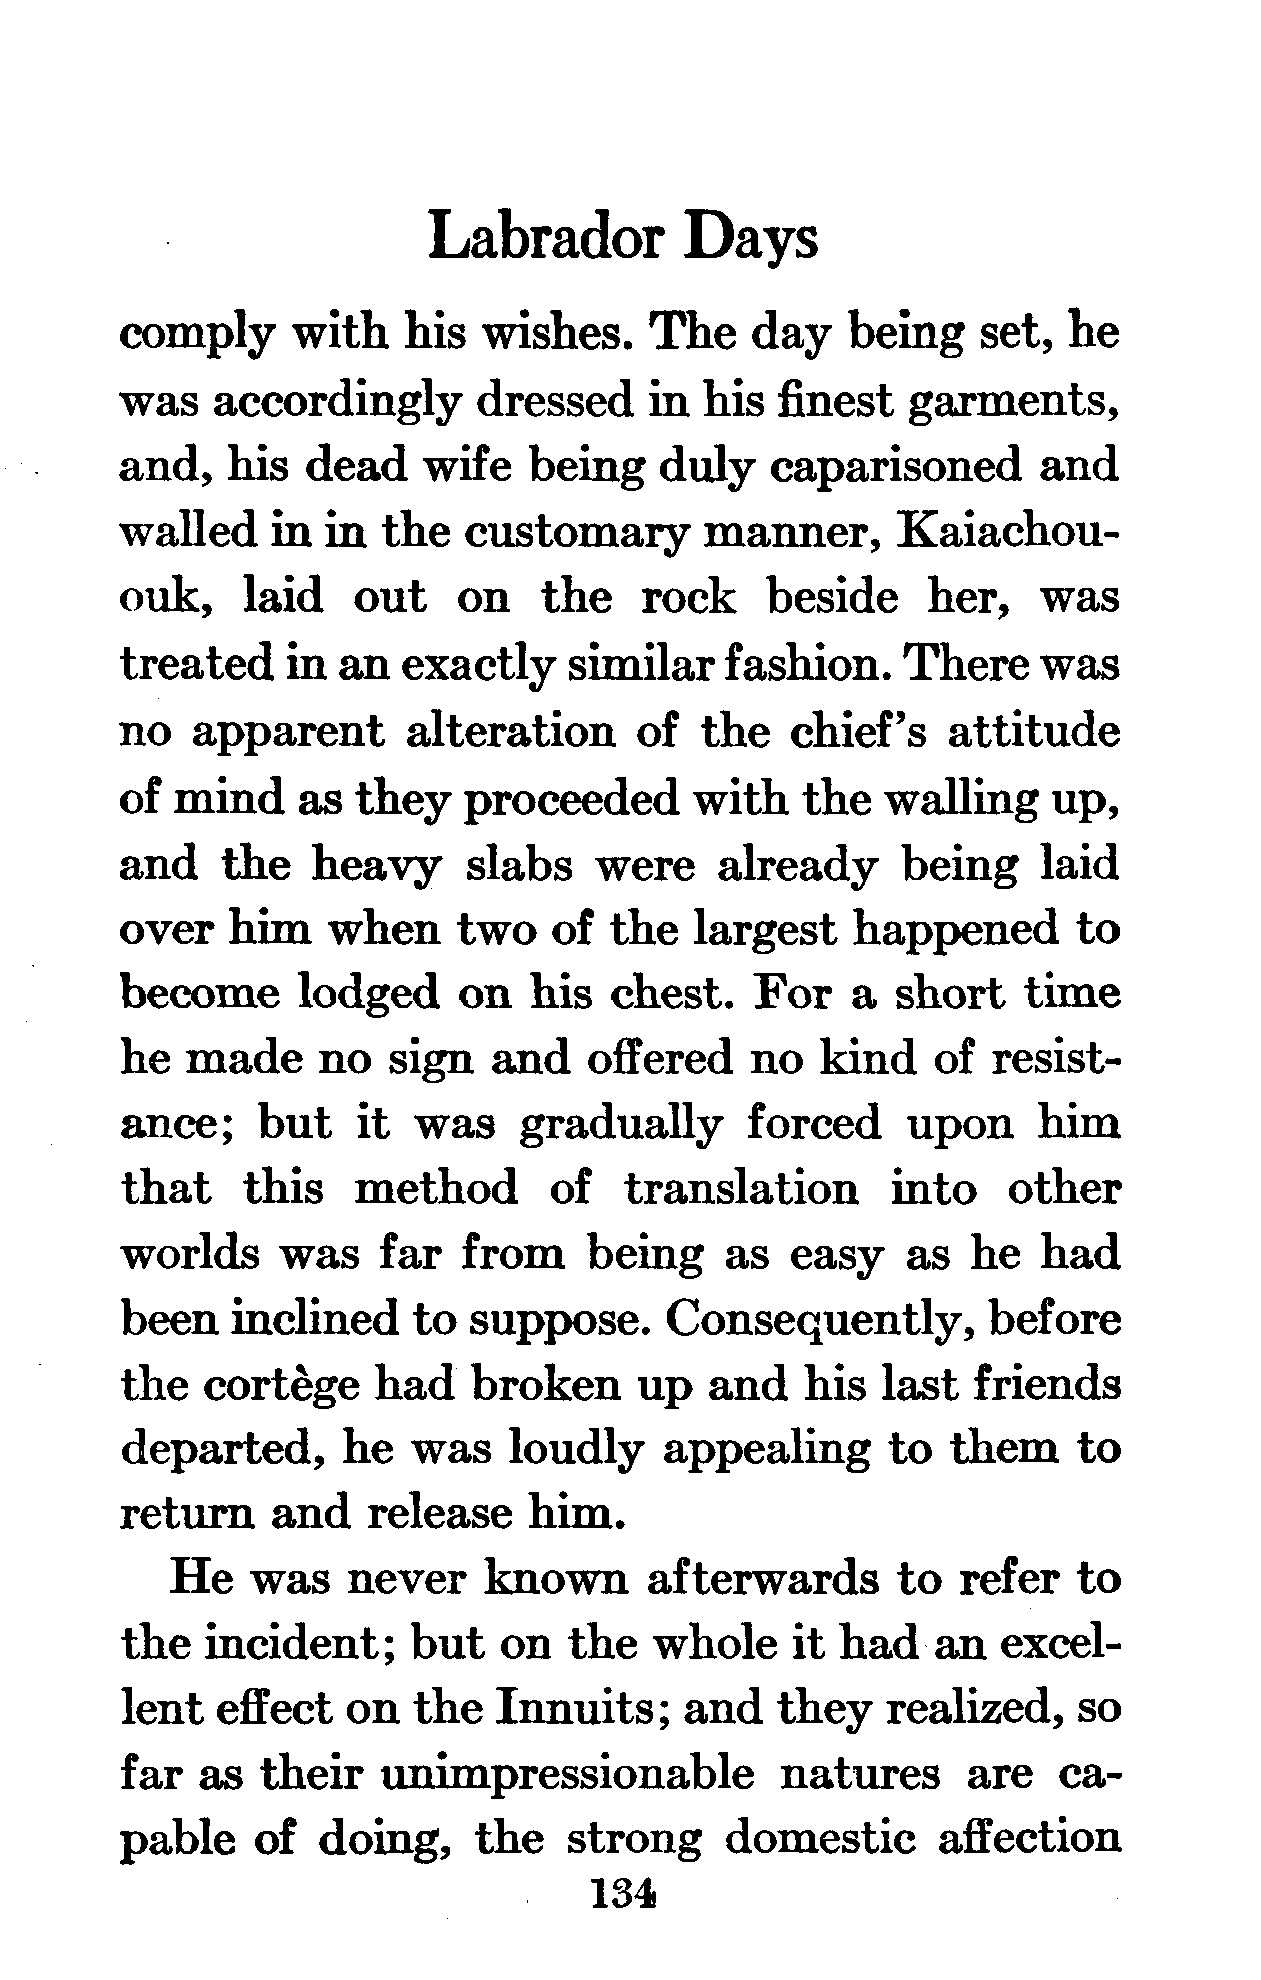 Labrador Days
comply with his wishes. The day being set, he
was accordingly dressed in his finest garments,
and, his dead wife being duly caparisoned and
walled in in the customary manner, Kaiachou-
ouk, laid out on the rock beside her, was
treated in an exactly similar fashion. There was
no apparent alteration of the chief's attitude
of mind as they proceeded with the walling up,
and the heavy slabs were already being laid
over him when two of the largest happened to
become lodged on his chest. For a short time
he made no sign and offered no kind of resist-
ance; but it was gradually forced upon him
that this method of translation into other
worlds was far from being as easy as he had
been inclined to suppose. Consequently, before
the cortège had broken up and his last friends
departed, he was loudly appealing to them to
return and release him.
He was never known afterwards to refer to
the incident; but on the whole it had an excel-
lent effect on the Innuits; and they realized, so
far as their unimpressionable natures are ca-
pable of doing, the strong domestic affection
134